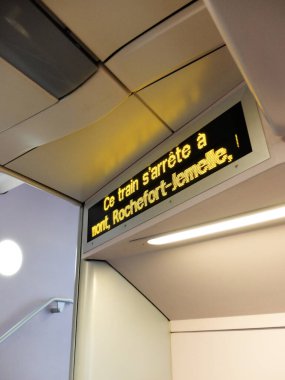 Ce train s'arrête à
mont, Rochefort-Jemelle,